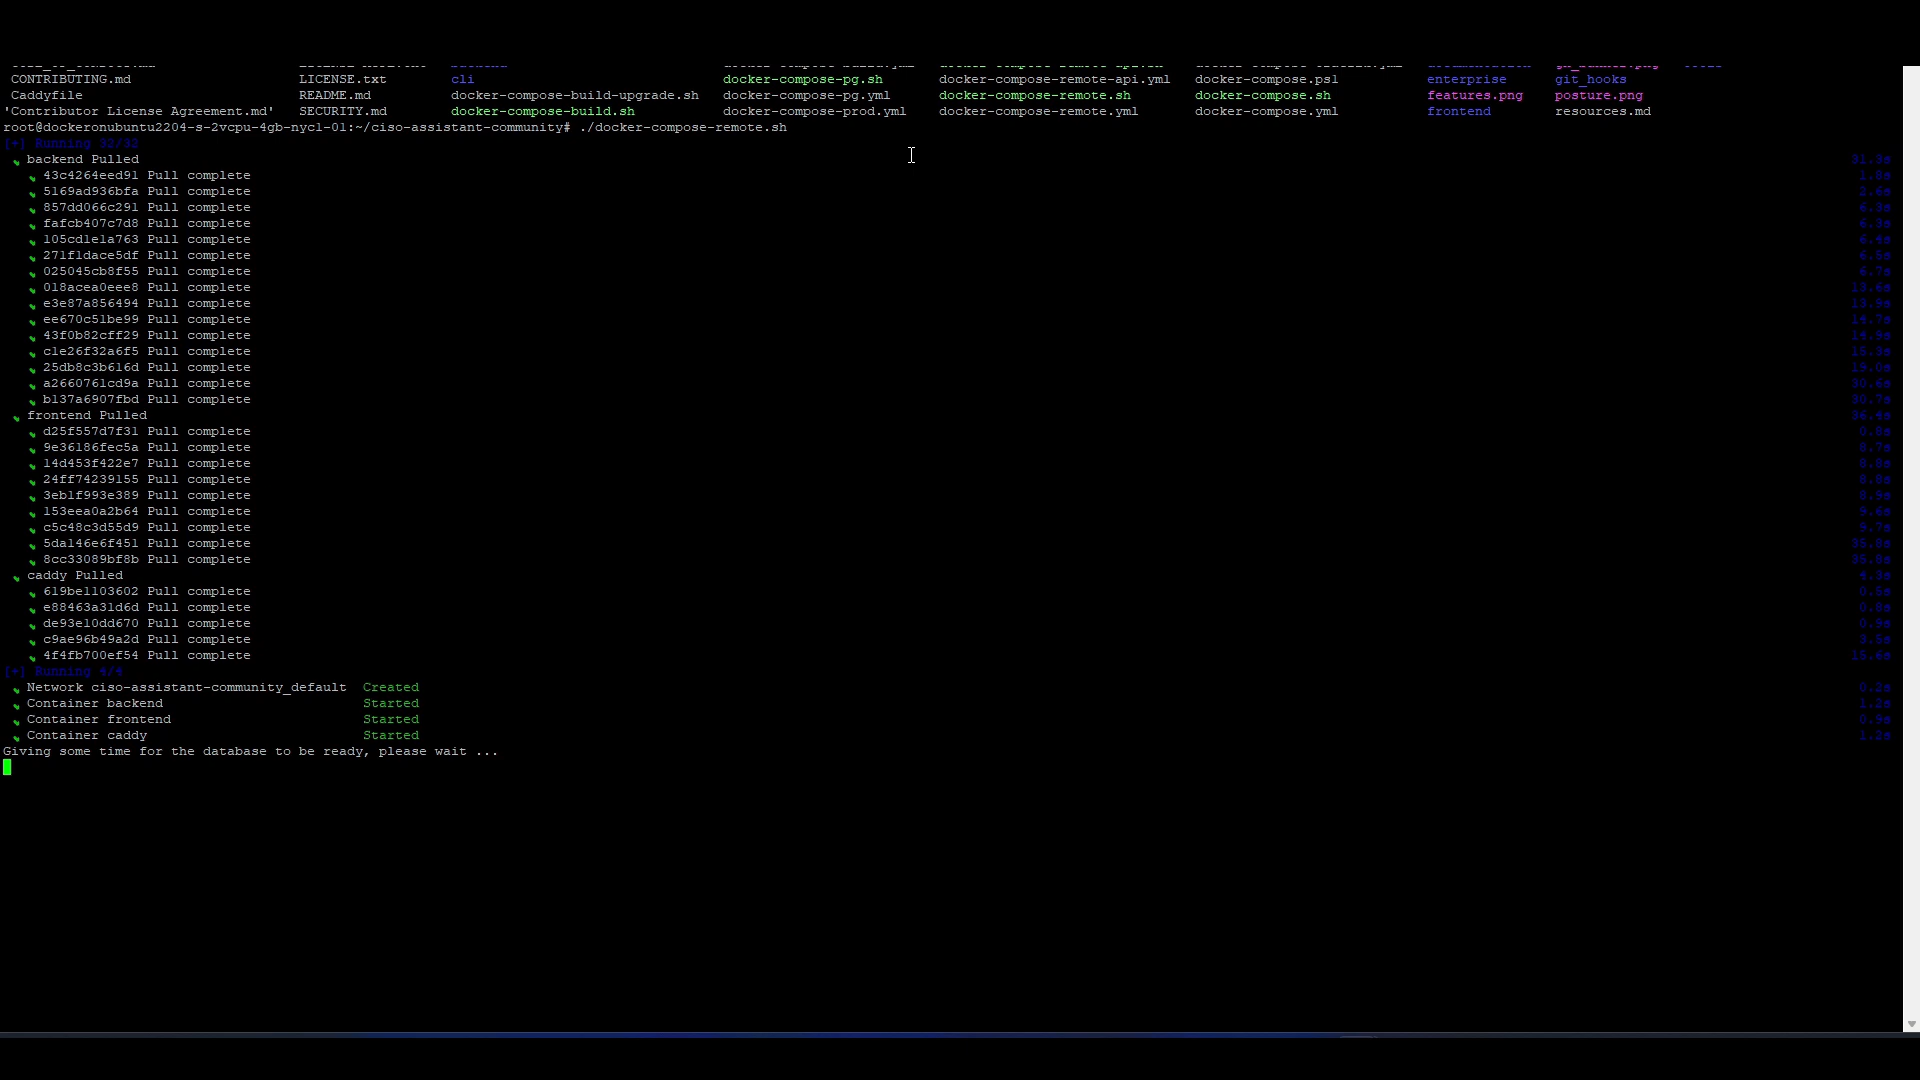 CONTRIBUTING.md LICENSE.txt cli docker-compose-pg.sh docker-compose-remote-api.yml docker-compose.ps1 enterprise git_hooks
Caddyfile README.md docker-compose-build-upgrade.sh docker-compose-pg.yml docker-compose-remote.sh docker-compose.sh features.png posture.png
'Contributor License Agreement.md' SECURITY.md docker-compose-build.sh docker-compose-prod.yml docker-compose-remote.yml docker-compose.yml frontend resources.md
root@dockeronubuntu2204-s-2vcpu-4gb-nyc1-01:~/ciso-assistant-community# ./docker-compose-remote.sh
[+] Running 32/32
backend Pulled 31.3s
43c4264eed91 Pull complete 1.8s
5169ad936bfa Pull complete 2.6s
857dd066c291 Pull complete 6.3s
fafcb407c7d8 Pull complete 6.3s
105cd1e1a763 Pull complete 6.4s
271f1dace5df Pull complete 6.5s
025045cb8f55 Pull complete 6.7s
018acea0eee8 Pull complete 13.6s
e3e87a856494 Pull complete 13.9s
ee670c51be99 Pull complete 14.7s
43f0b82cff29 Pull complete 14.9s
c1e26f32a6f5 Pull complete 15.3s
25db8c3b616d Pull complete 19.0s
a2660761cd9a Pull complete 30.6s
b137a6907fbd Pull complete 30.7s
frontend Pulled 36.4s
d25f557d7f31 Pull complete 0.8s
9e36186fec5a Pull complete 8.7s
14d453f422e7 Pull complete 8.8s
24ff74239155 Pull complete 8.8s
3eb1f993e389 Pull complete 8.9s
153eea0a2b64 Pull complete 9.6s
c5c48c3d55d9 Pull complete 9.7s
5da146e6f451 Pull complete 35.8s
8cc33089bf8b Pull complete 35.8s
caddy Pulled 4.3s
619be1103602 Pull complete 0.5s
e88463a31d6d Pull complete 0.8s
de93e10dd670 Pull complete 0.9s
c9ae96b49a2d Pull complete 3.5s
4f4fb700ef54 Pull complete 15.6s
[+] Running 4/4
Network ciso-assistant-community_default Created 0.2s
Container backend Started 1.2s
Container frontend Started 0.9s
Container caddy Started 1.2s
Giving some time for the database to be ready, please wait ...